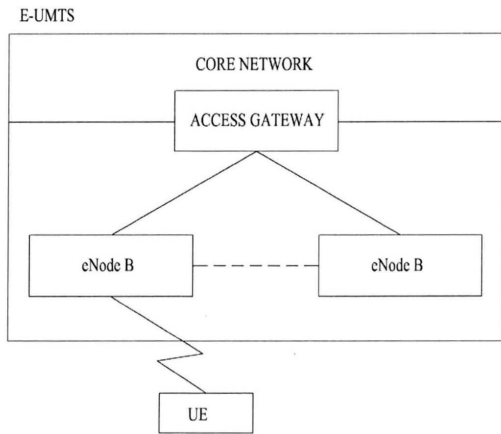 E-UMTS
CORE NETWORK
ACCESS GATEWAY
eNode B
eNode B
UE